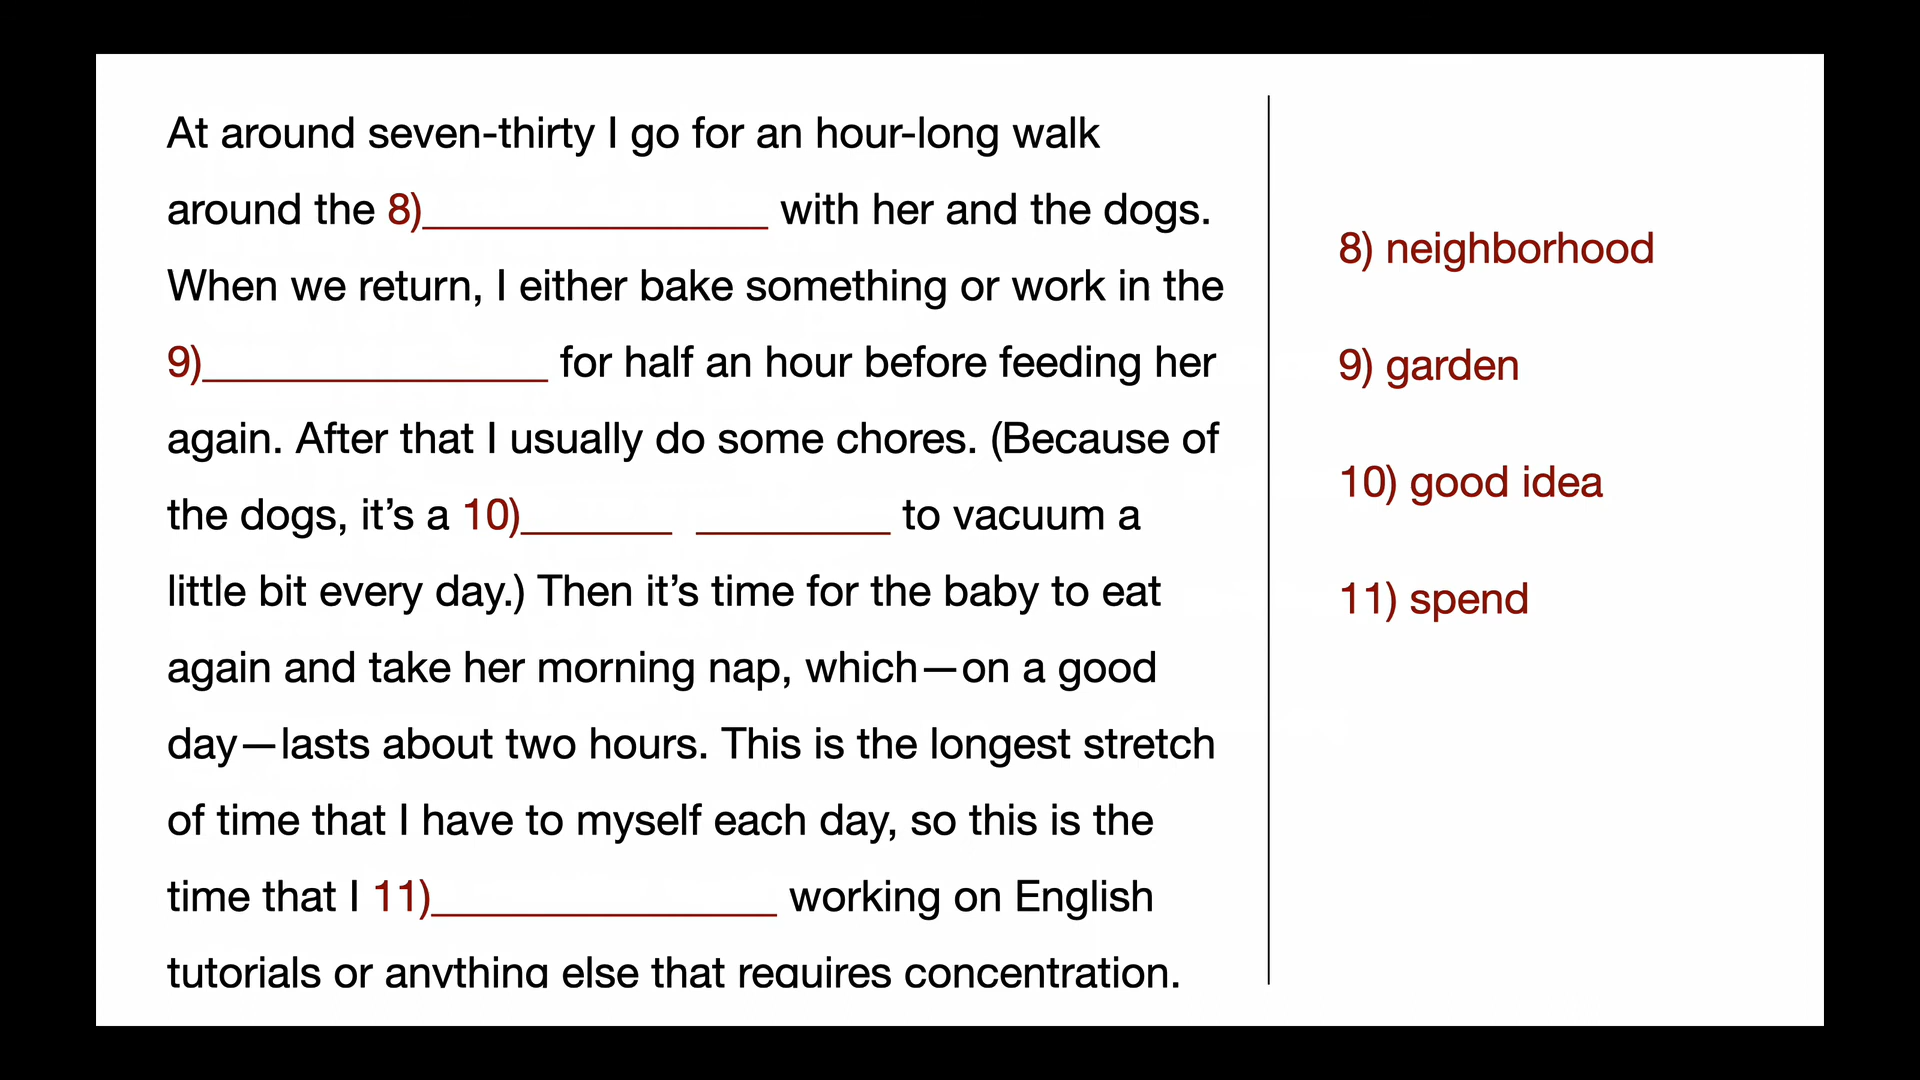 At around seven-thirty I go for an hour-long walk
around the 8)________________ with her and the dogs.
When we return, I either bake something or work in the
9)________________ for half an hour before feeding her
again. After that I usually do some chores. (Because of
the dogs, it’s a 10)_______ _________ to vacuum a
little bit every day.) Then it’s time for the baby to eat
again and take her morning nap, which—on a good
day—lasts about two hours. This is the longest stretch
of time that I have to myself each day, so this is the
time that I 11)________________ working on English
tutorials or anything else that requires concentration.
8) neighborhood
9) garden
10) good idea
11) spend